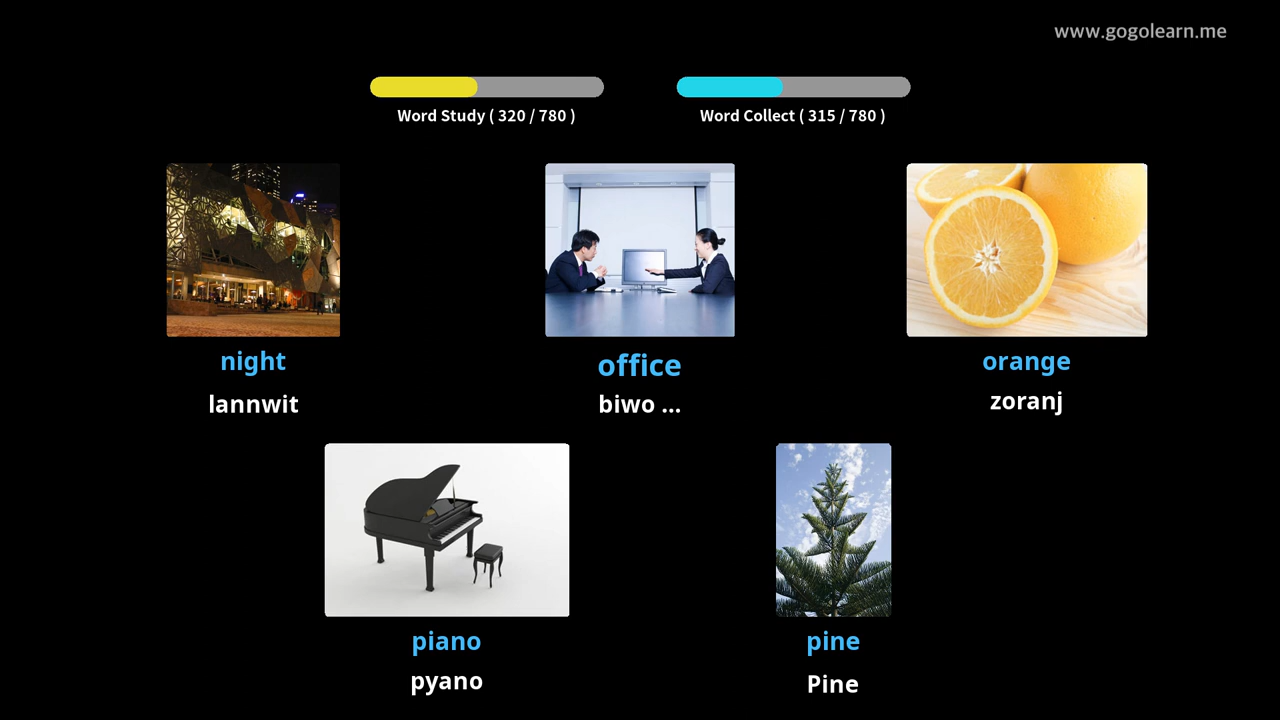 www.gogolearn.me
Word Study ( 320 / 780 )
Word Collect ( 315 / 780 )
night
lannwit
office
biwo ...
orange
zoranj
piano
pyano
pine
Pine